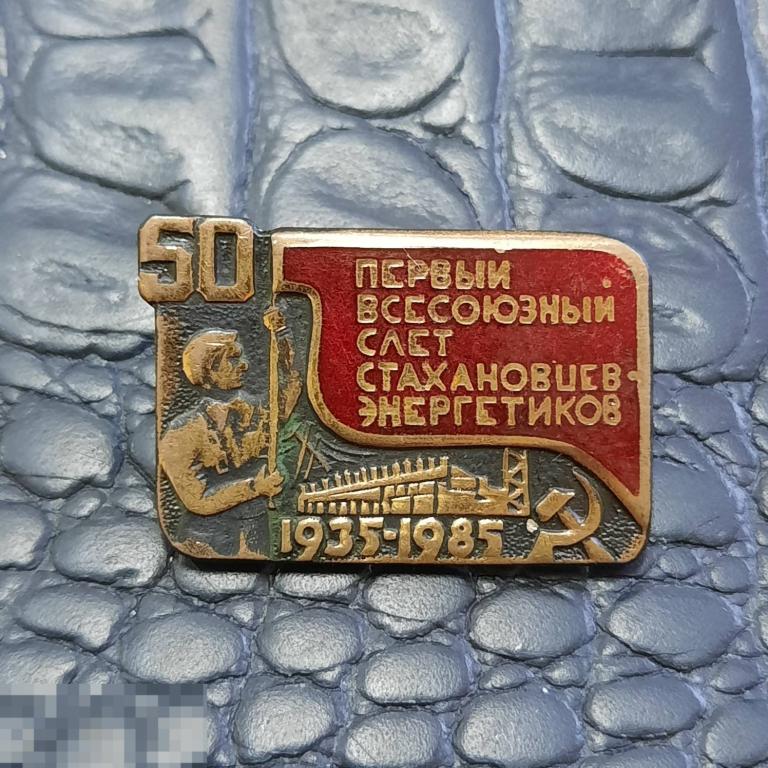 50
ПЕРВЫЙ
ВСЕСОЮЗНЫЙ
СЛЕТ
СТАХАНОВЦЕВ
ЭНЕРГЕТИКОВ
1935·1985